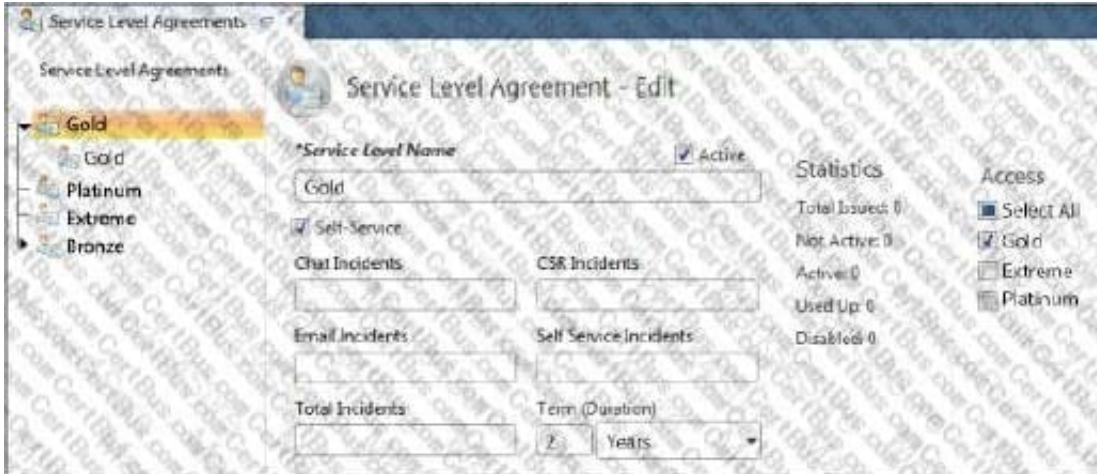 Service Level Agreements
Service Level Agreements
Gold
Gold
Platinum
Extreme
Bronze
Service Level Agreement - Edit
*Service Level Name
Active
Gold
Self-Service
Chat Incidents
CSR Incidents
Email Incidents
Self Service Incidents
Total Incidents
Term (Duration)
2
Years
Statistics
Total Issued: 0
Not Active: 0
Active: 0
Used Up: 0
Disabled: 0
Access
Select All
Gold
Extreme
Platinum